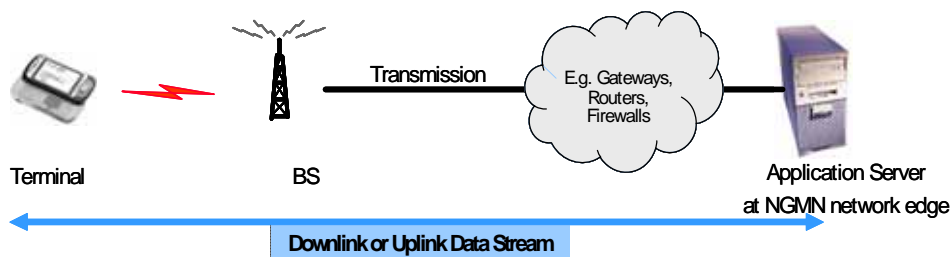 Transmission
E.g. Gateways,
Routers,
Firewalls
Terminal
BS
Application Server
at NGMN network edge
Downlink or Uplink Data Stream